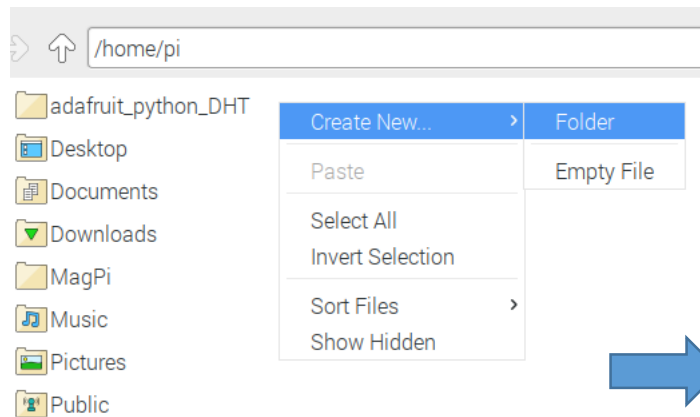 /home/pi
adafruit_python_DHT
Desktop
Documents
Downloads
MagPi
Music
Pictures
Public
Create New...
Paste
Select All
Invert Selection
Sort Files
Show Hidden
Folder
Empty File